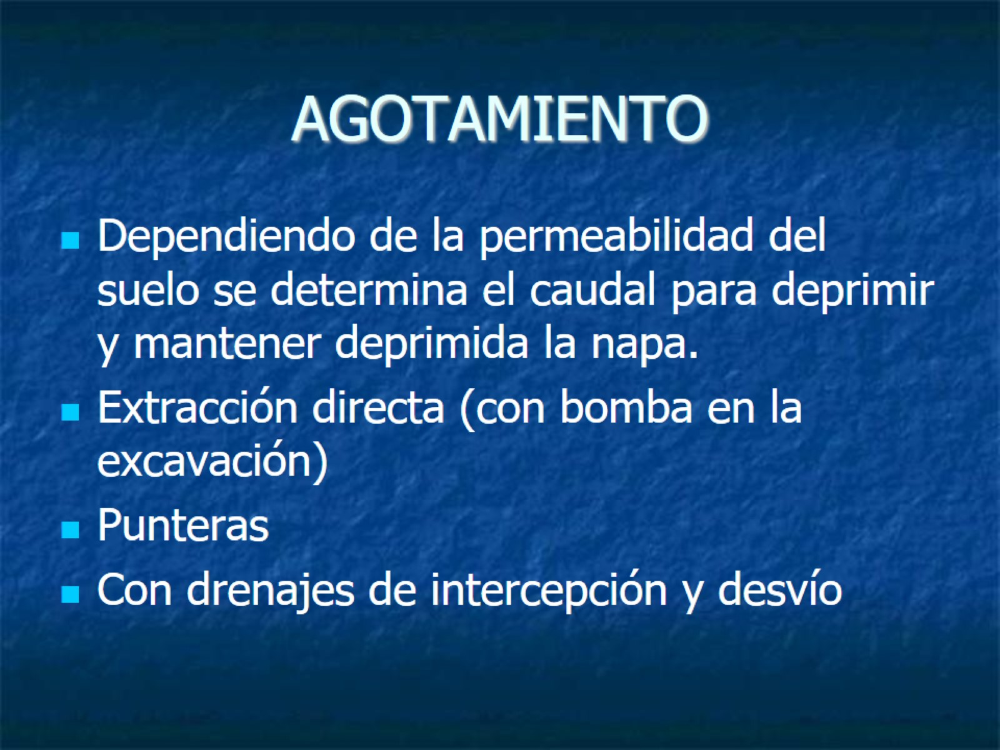 AGOTAMIENTO
Dependiendo de la permeabilidad del
suelo se determina el caudal para deprimir
y mantener deprimida la napa.
Extracción directa (con bomba en la
excavación)
Punteras
Con drenajes de intercepción y desvío